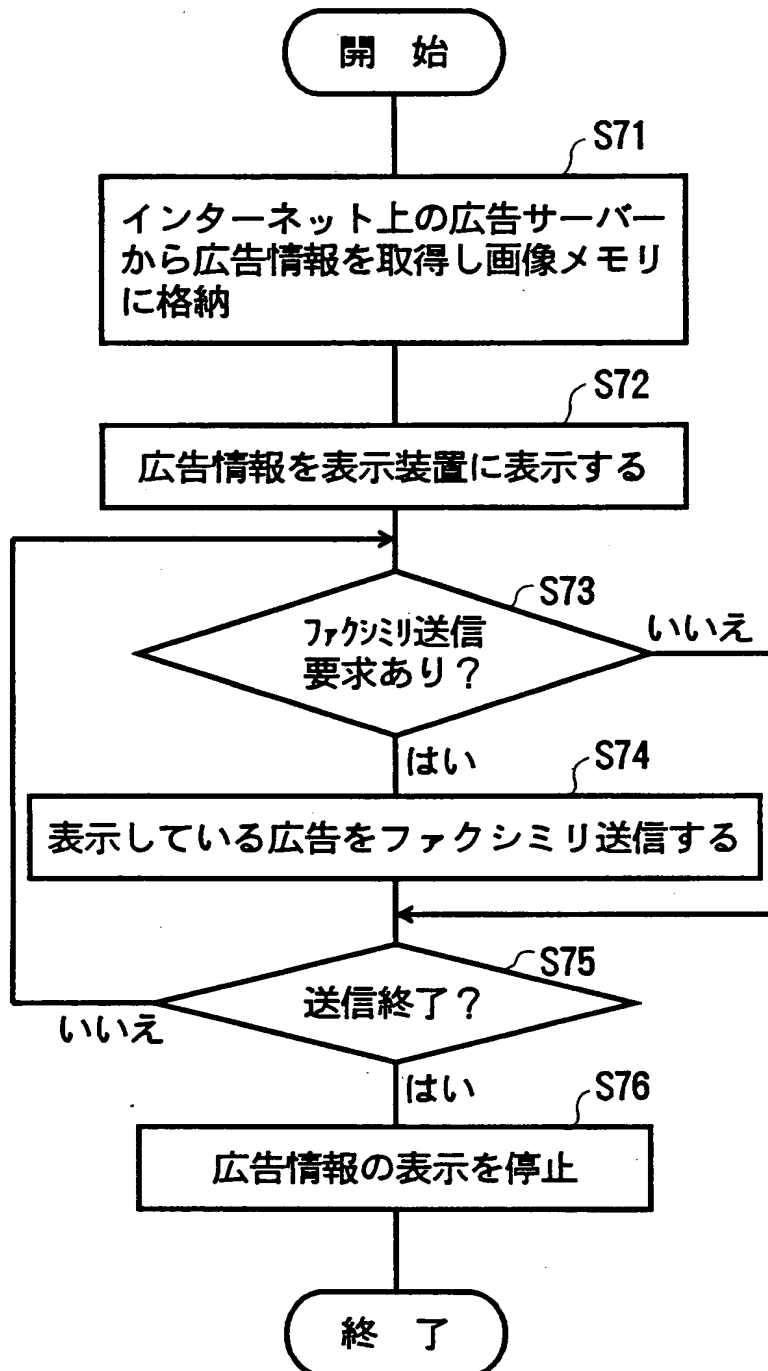 開 始
S71
インターネット上の広告サーバー
から広告情報を取得し画像メモリ
に格納
S72
広告情報を表示装置に表示する
S73
ﾌｧｸｼﾐﾘ送信
要求あり？
いいえ
はい
S74
表示している広告をファクシミリ送信する
S75
送信終了？
いいえ
はい
S76
広告情報の表示を停止
終 了